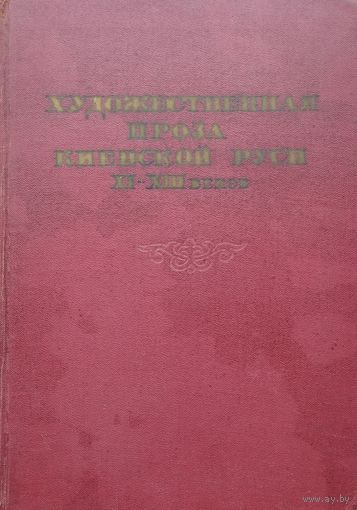 ХУДОЖЕСТВЕННАЯ
ПРОЗА
КИЕВСКОЙ РУСИ
XI-XIII веков
www.ay.by